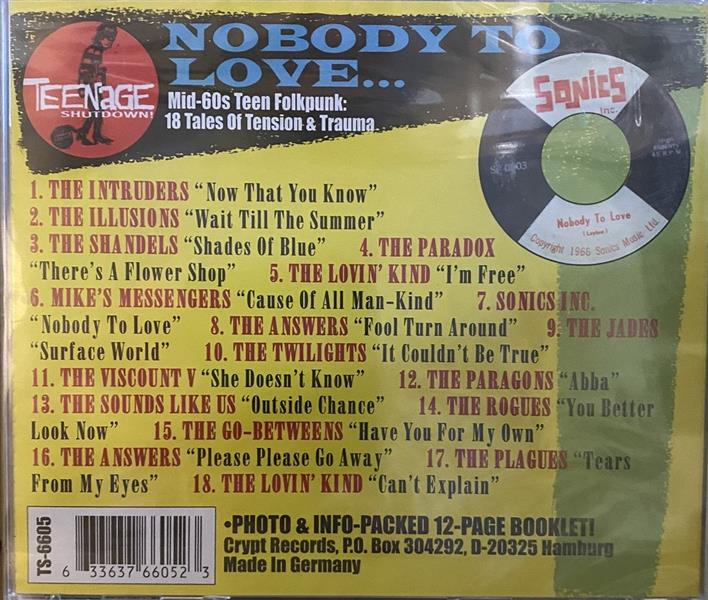 NOBODY TO
LOVE...
TEENAGE
SHUTDOWN!
Mid-60s Teen Folkpunk:
18 Tales Of Tension & Trauma
SONICS
Inc.
Nobody To Love
Copyright 1966 Sonics Music Ltd.
1. THE INTRUDERS “Now That You Know”
2. THE ILLUSIONS “Wait Till The Summer”
3. THE SHANDELS “Shades Of Blue” 4. THE PARADOX
“There's A Flower Shop” 5. THE LOVIN' KIND “I'm Free”
6. MIKE'S MESSENGERS “Cause Of All Man-Kind” 7. SONICS INC.
“Nobody To Love” 8. THE ANSWERS “Fool Turn Around” 9. THE JADES
“Surface World” 10. THE TWILIGHTS “It Couldn't Be True”
11. THE VISCOUNT V “She Doesn't Know” 12. THE PARAGONS “Abba”
13. THE SOUNDS LIKE US “Outside Chance” 14. THE ROGUES “You Better
Look Now” 15. THE GO-BETWEENS “Have You For My Own”
16. THE ANSWERS “Please Please Go Away” 17. THE PLAGUES “Tears
From My Eyes” 18. THE LOVIN' KIND “Can't Explain”
TS-6605
6 33637 66052 3
•PHOTO & INFO-PACKED 12-PAGE BOOKLET!
Crypt Records, P.O. Box 304292, D-20325 Hamburg
Made In Germany